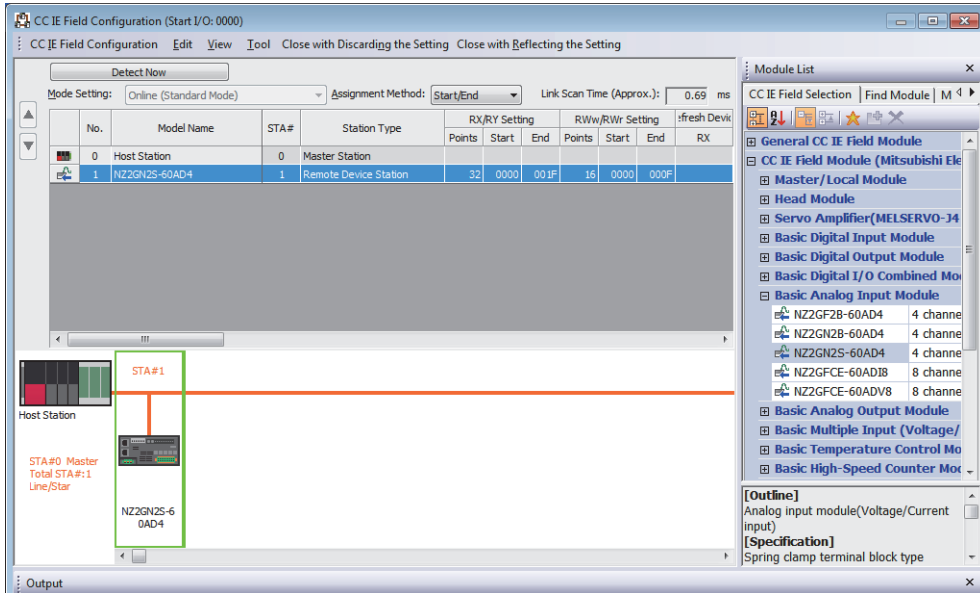 CC IE Field Configuration (Start I/O: 0000)
CC IE Field Configuration Edit View Tool Close with Discarding the Setting Close with Reflecting the Setting
Detect Now
Mode Setting: Online (Standard Mode) Assignment Method: Start/End Link Scan Time (Approx.): 0.69 ms
No. Model Name STA# Station Type RX/RY Setting RWw/RWr Setting
Points Start End Points Start End RX
0 Host Station 0 Master Station
1 NZ2GN2S-60AD4 1 Remote Device Station 32 0000 001F 16 0000 000F
STA#1
Host Station
STA#0 Master
Total STA#:1
Line/Star
NZ2GN2S-6
0AD4
Module List
CC IE Field Selection Find Module M
General CC IE Field Module
CC IE Field Module (Mitsubishi Ele
Master/Local Module
Head Module
Servo Amplifier(MELSERVO-J4
Basic Digital Input Module
Basic Digital Output Module
Basic Digital I/O Combined Mo
Basic Analog Input Module
NZ2GF2B-60AD4 4 channe
NZ2GN2B-60AD4 4 channe
NZ2GN2S-60AD4 4 channe
NZ2GFCE-60ADI8 8 channe
NZ2GFCE-60ADV8 8 channe
Basic Analog Output Module
Basic Multiple Input (Voltage/
Basic Temperature Control Mo
Basic High-Speed Counter Moc
[Outline]
Analog input module(Voltage/Current
input)
[Specification]
Spring clamp terminal block type
Output